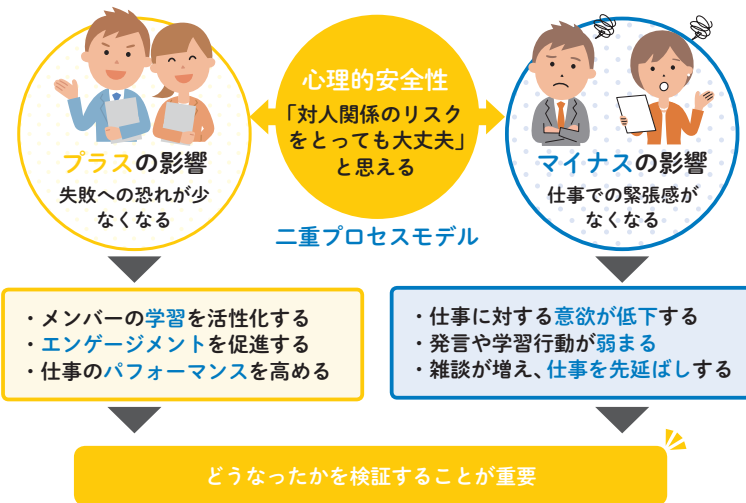 心理的安全性
「対人関係のリスク
をとっても大丈夫」
と思える
プラスの影響
失敗への恐れが少
なくなる
マイナスの影響
仕事での緊張感が
なくなる
二重プロセスモデル
・メンバーの学習を活性化する
・エンゲージメントを促進する
・仕事のパフォーマンスを高める
・仕事に対する意欲が低下する
・発言や学習行動が弱まる
・雑談が増え、仕事を先延ばしする
どうなったかを検証することが重要